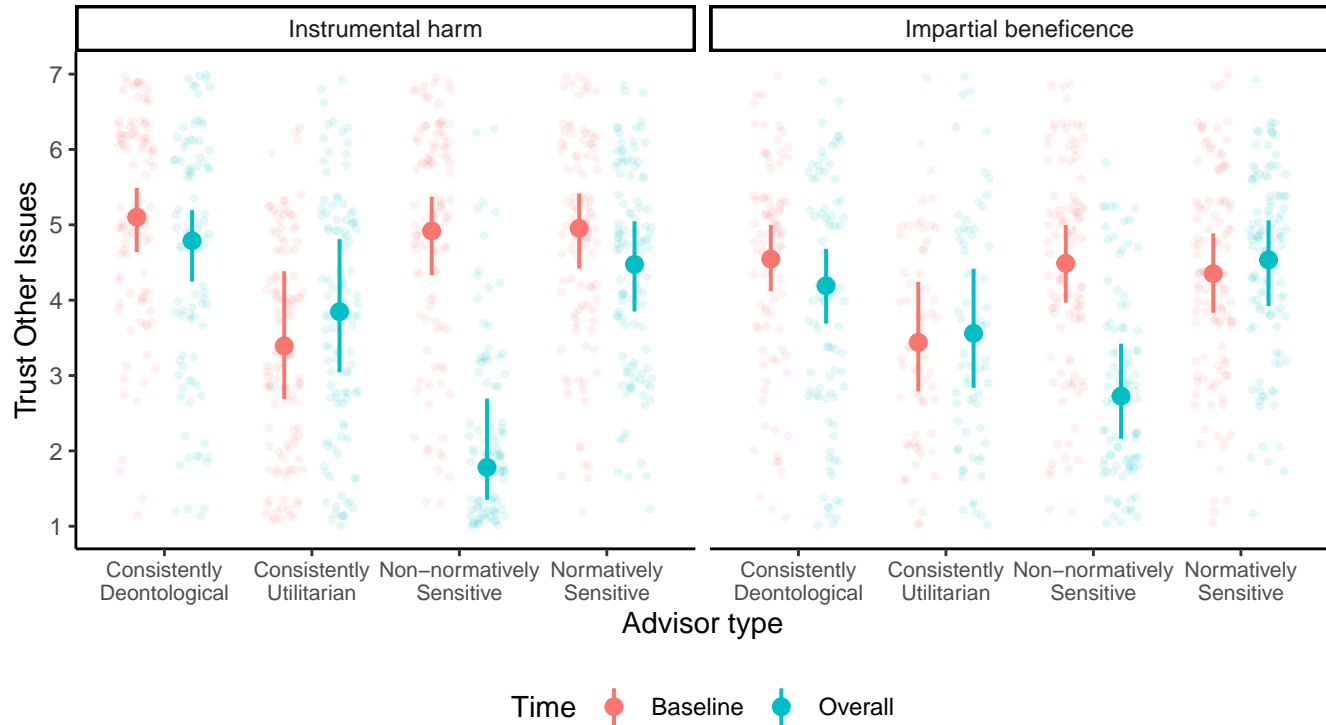 Instrumental harm
Impartial beneficence
Trust Other Issues
7
6
5
4
3
2
1
Consistently
Deontological
Consistently
Utilitarian
Non−normatively
Sensitive
Normatively
Sensitive
Consistently
Deontological
Consistently
Utilitarian
Non−normatively
Sensitive
Normatively
Sensitive
Advisor type
Time
Baseline
Overall